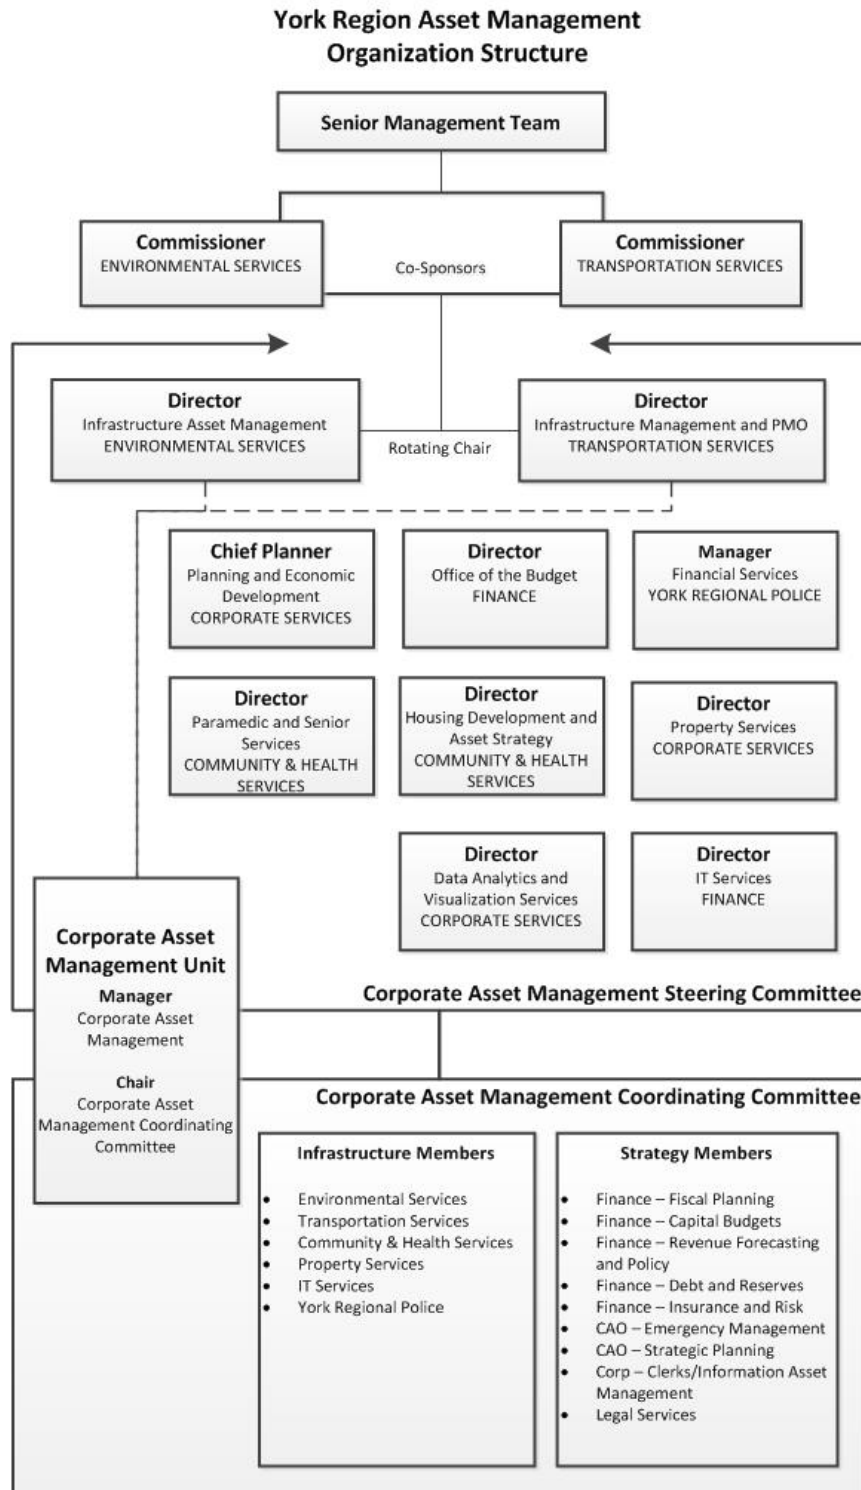 York Region Asset Management
Organization Structure
Senior Management Team
Commissioner
ENVIRONMENTAL SERVICES
Co-Sponsors
Commissioner
TRANSPORTATION SERVICES
Director
Infrastructure Asset Management
ENVIRONMENTAL SERVICES
Rotating Chair
Director
Infrastructure Management and PMO
TRANSPORTATION SERVICES
Chief Planner
Planning and Economic
Development
CORPORATE SERVICES
Director
Office of the Budget
FINANCE
Manager
Financial Services
YORK REGIONAL POLICE
Director
Paramedic and Senior
Services
COMMUNITY & HEALTH
SERVICES
Director
Housing Development and
Asset Strategy
COMMUNITY & HEALTH
SERVICES
Director
Property Services
CORPORATE SERVICES
Director
Data Analytics and
Visualization Services
CORPORATE SERVICES
Director
IT Services
FINANCE
Corporate Asset
Management Unit
Manager
Corporate Asset
Management
Chair
Corporate Asset
Management Coordinating
Committee
Corporate Asset Management Steering Committee
Corporate Asset Management Coordinating Committee
Infrastructure Members
• Environmental Services
• Transportation Services
• Community & Health Services
• Property Services
• IT Services
• York Regional Police
Strategy Members
• Finance – Fiscal Planning
• Finance – Capital Budgets
• Finance – Revenue Forecasting
and Policy
• Finance – Debt and Reserves
• Finance – Insurance and Risk
• CAO – Emergency Management
• CAO – Strategic Planning
• Corp – Clerks/Information Asset
Management
• Legal Services